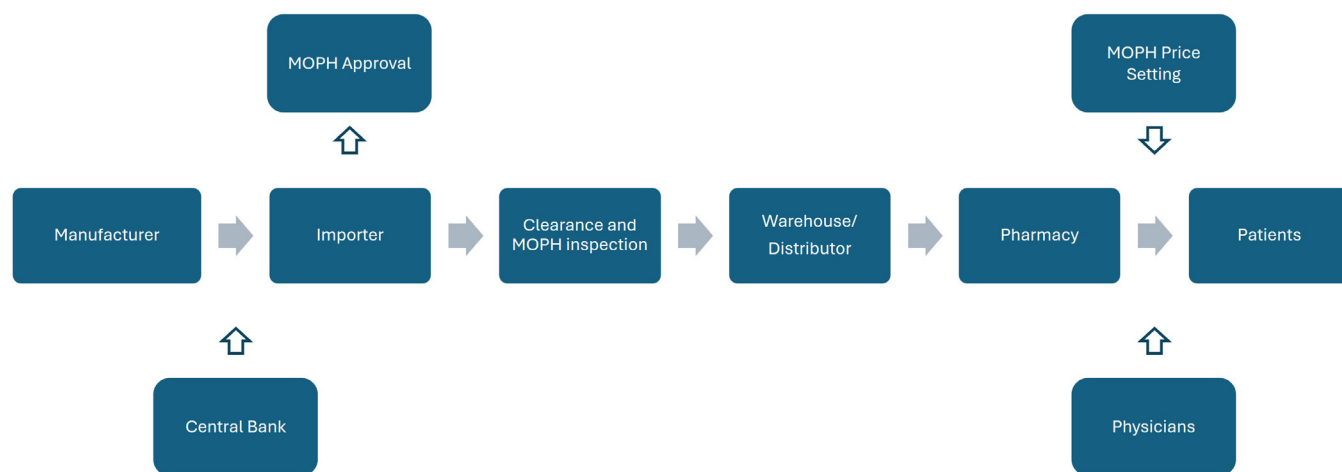 MOPH Approval
MOPH Price
Setting
Manufacturer
Importer
Clearance and
MOPH inspection
Warehouse/
Distributor
Pharmacy
Patients
Central Bank
Physicians